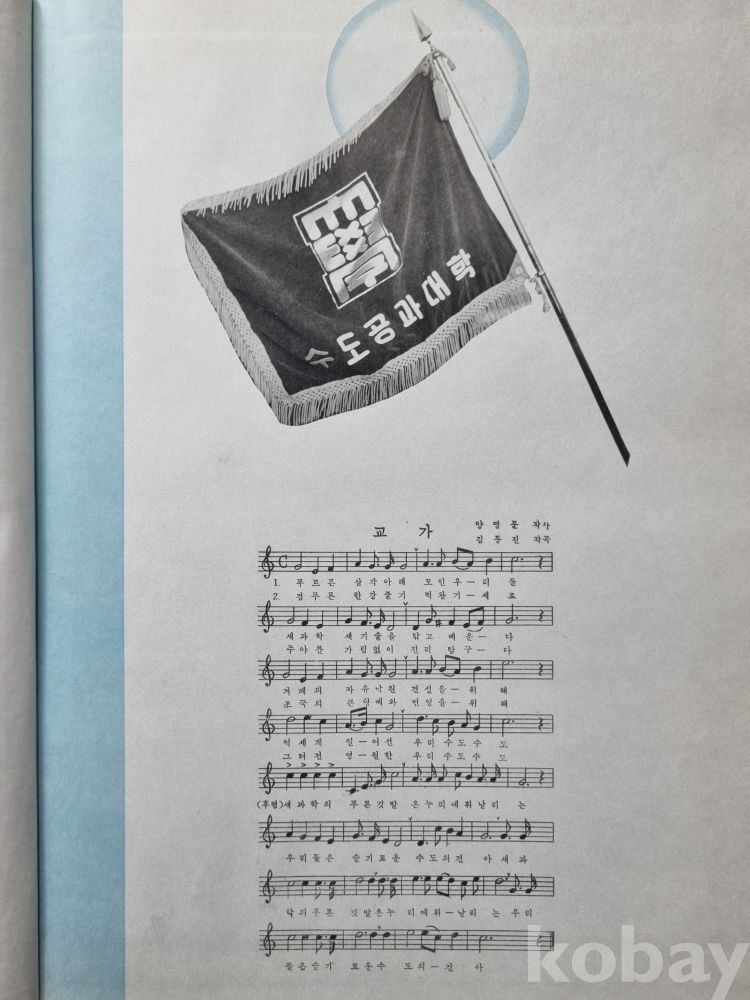 수도공과대학
교 가
양명문 작사
김동진 작곡
1. 푸르른 삼각아래 모인우-리들
2. 검푸른 한강줄기 벅찬기-세로
새과학 새기술을 닦고 배운-다
주야를 가림없이 진리 탐구-다
겨레의 자유낙원 건설을-위해
조국의 큰영예와 번영을-위해
억세게 일-어선 우리수도수도
그터전 영-원한 우리수도수도
(후렴)새과학의 푸른깃발 온누리에휘날리는
우리들은 슬기로운 수도의건아새과
학의푸른 깃발온누리에휘-날리는우리
들은슬기로운수도의-건아
kobay